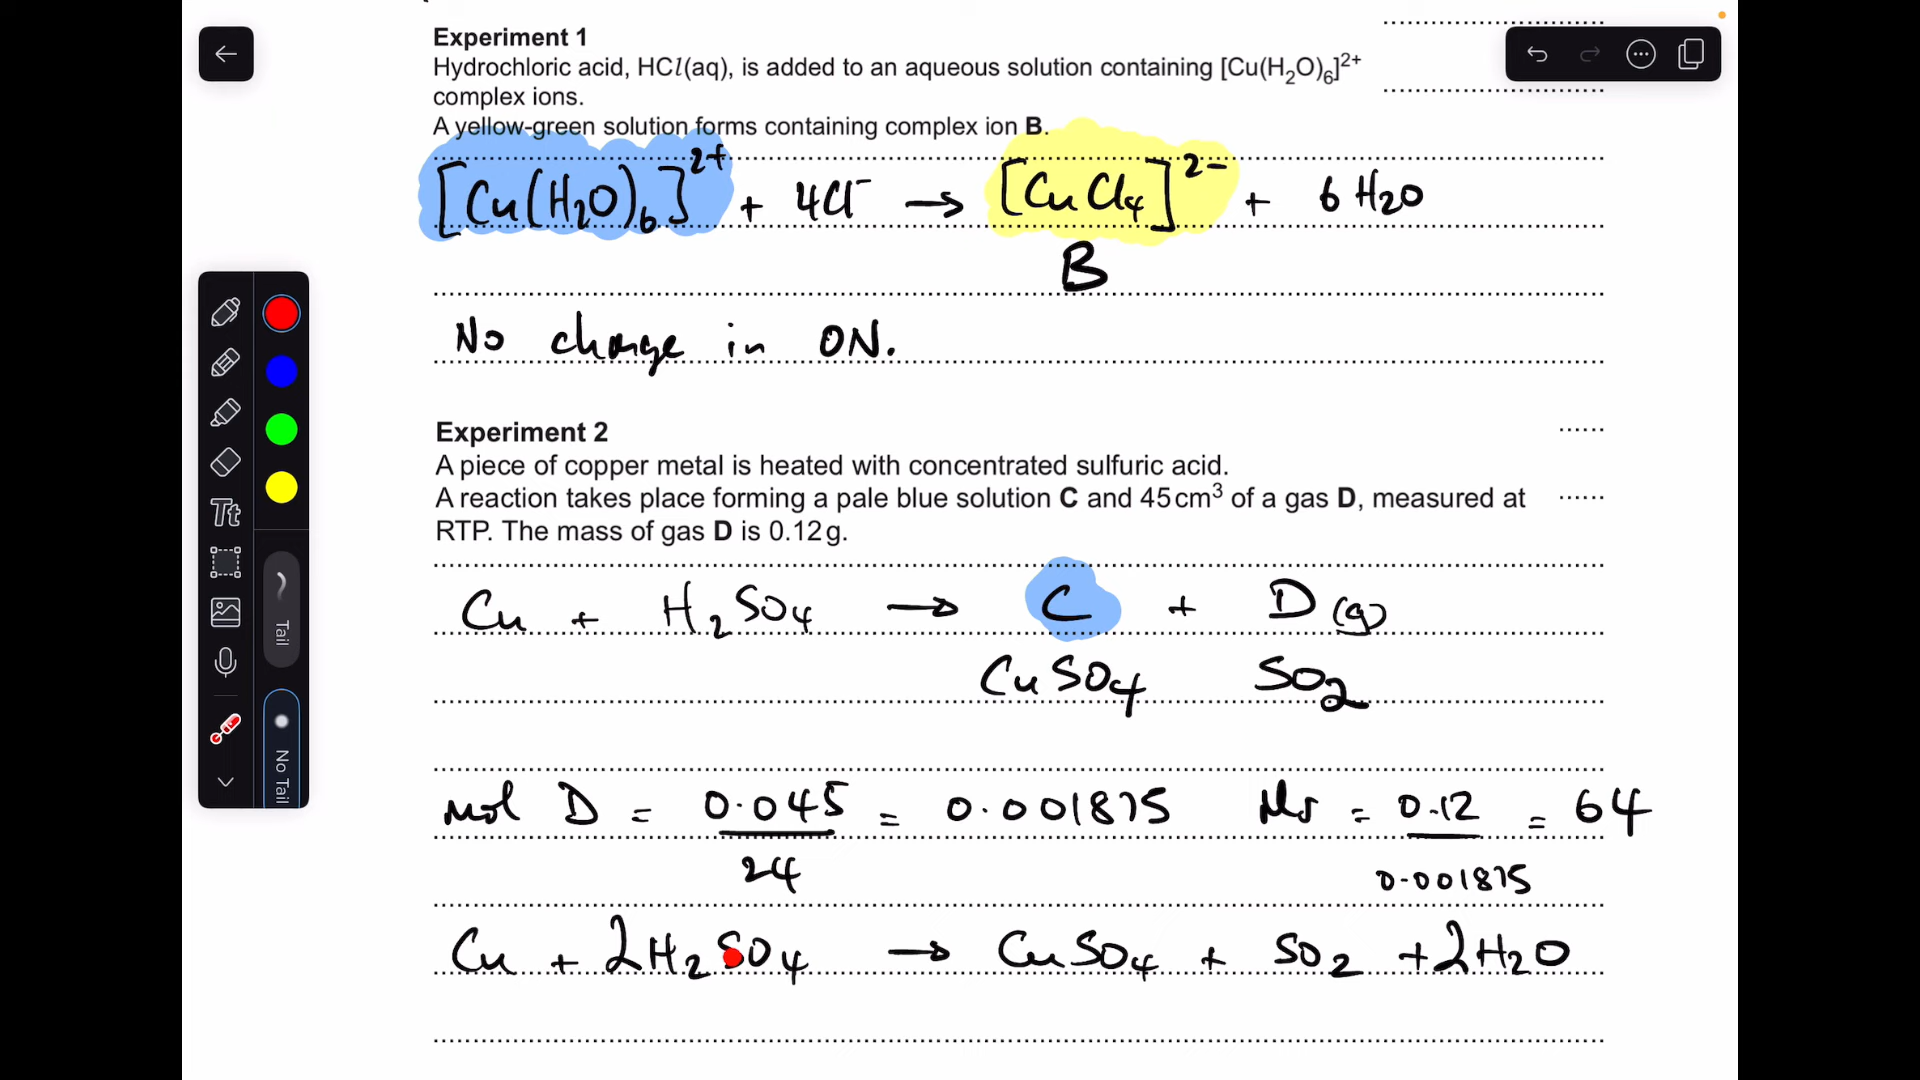 Experiment 1
Hydrochloric acid, HCl(aq), is added to an aqueous solution containing [Cu(H₂O)₆]²⁺
complex ions.
A yellow-green solution forms containing complex ion B.
[Cu(H₂O)₆]²⁺ + 4Cl⁻ → [CuCl₄]²⁻ + 6H₂O
B
No change in ON.
Experiment 2
A piece of copper metal is heated with concentrated sulfuric acid.
A reaction takes place forming a pale blue solution C and 45 cm³ of a gas D, measured at
RTP. The mass of gas D is 0.12 g.
Cu + H₂SO₄ → C + D (g)
CuSO₄ SO₂
mol D = 0.045 = 0.001875 Mr = 0.12 = 64
24 0.001875
Cu + 2H₂SO₄ → CuSO₄ + SO₂ + 2H₂O
Tt
Tail
No Tail